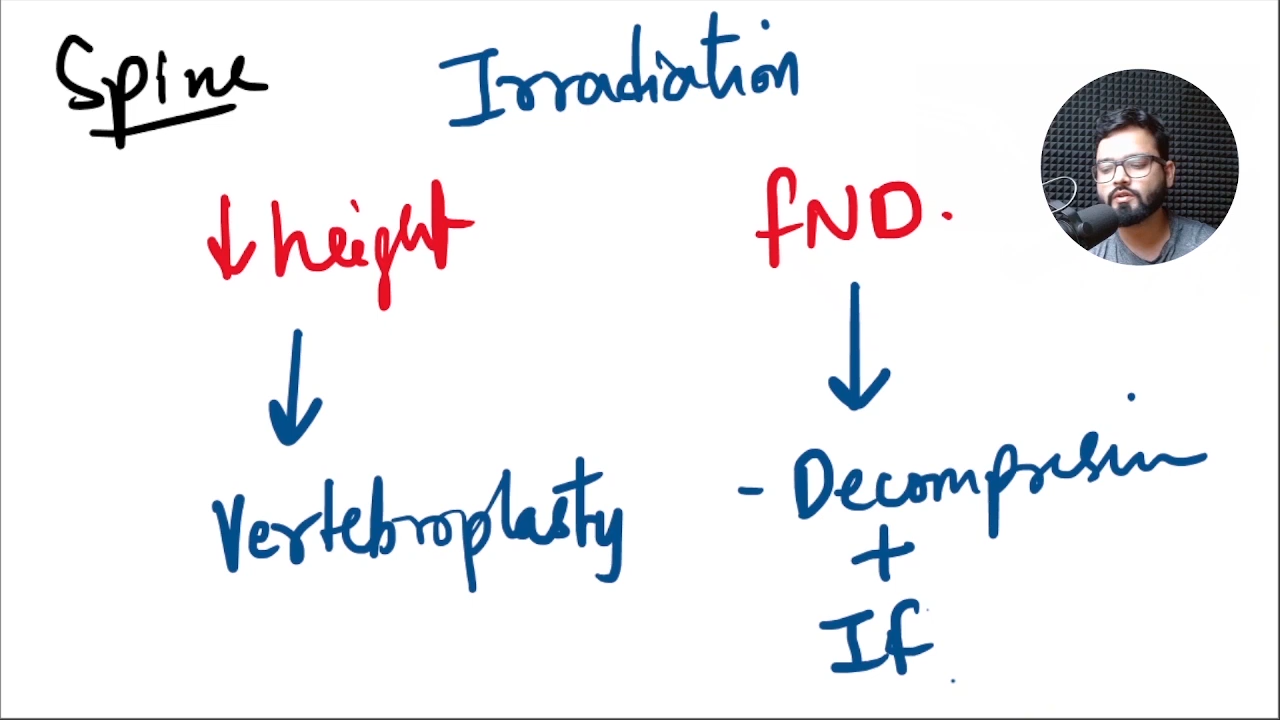 Spine
Irradiation
↓ height
fND.
↓
↓
Vertebroplasty
- Decompression
+
If